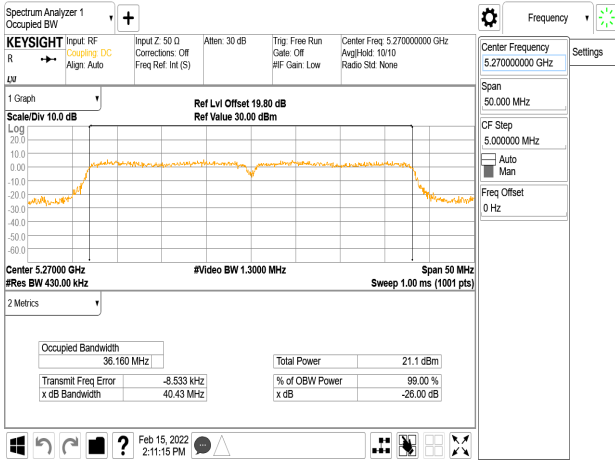 Spectrum Analyzer 1
Occupied BW
Frequency
KEYSIGHT
R
LXI
Input: RF
Coupling: DC
Align: Auto
Input Z: 50 Ω
Corrections: Off
Freq Ref: Int (S)
Atten: 30 dB
Trig: Free Run
Gate: Off
#IF Gain: Low
Center Freq: 5.270000000 GHz
Avg|Hold: 10/10
Radio Std: None
Center Frequency
5.270000000 GHz
Settings
Span
50.000 MHz
CF Step
5.000000 MHz
Auto
Man
Freq Offset
0 Hz
1 Graph
Scale/Div 10.0 dB
Ref Lvl Offset 19.80 dB
Ref Value 30.00 dBm
Log
20.0
10.0
0.00
-10.0
-20.0
-30.0
-40.0
-50.0
-60.0
Center 5.27000 GHz
#Video BW 1.3000 MHz
Span 50 MHz
#Res BW 430.00 kHz
Sweep 1.00 ms (1001 pts)
2 Metrics
Occupied Bandwidth
36.160 MHz
Total Power 21.1 dBm
Transmit Freq Error -8.533 kHz
% of OBW Power 99.00 %
x dB Bandwidth 40.43 MHz
x dB -26.00 dB
Feb 15, 2022
2:11:15 PM